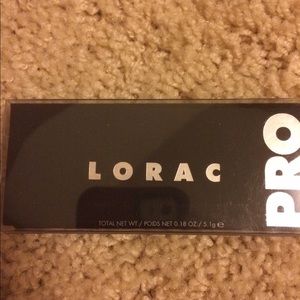 LORAC
TOTAL NET WT / POIDS NET 0.18 OZ / 5.1g ℮
PRO